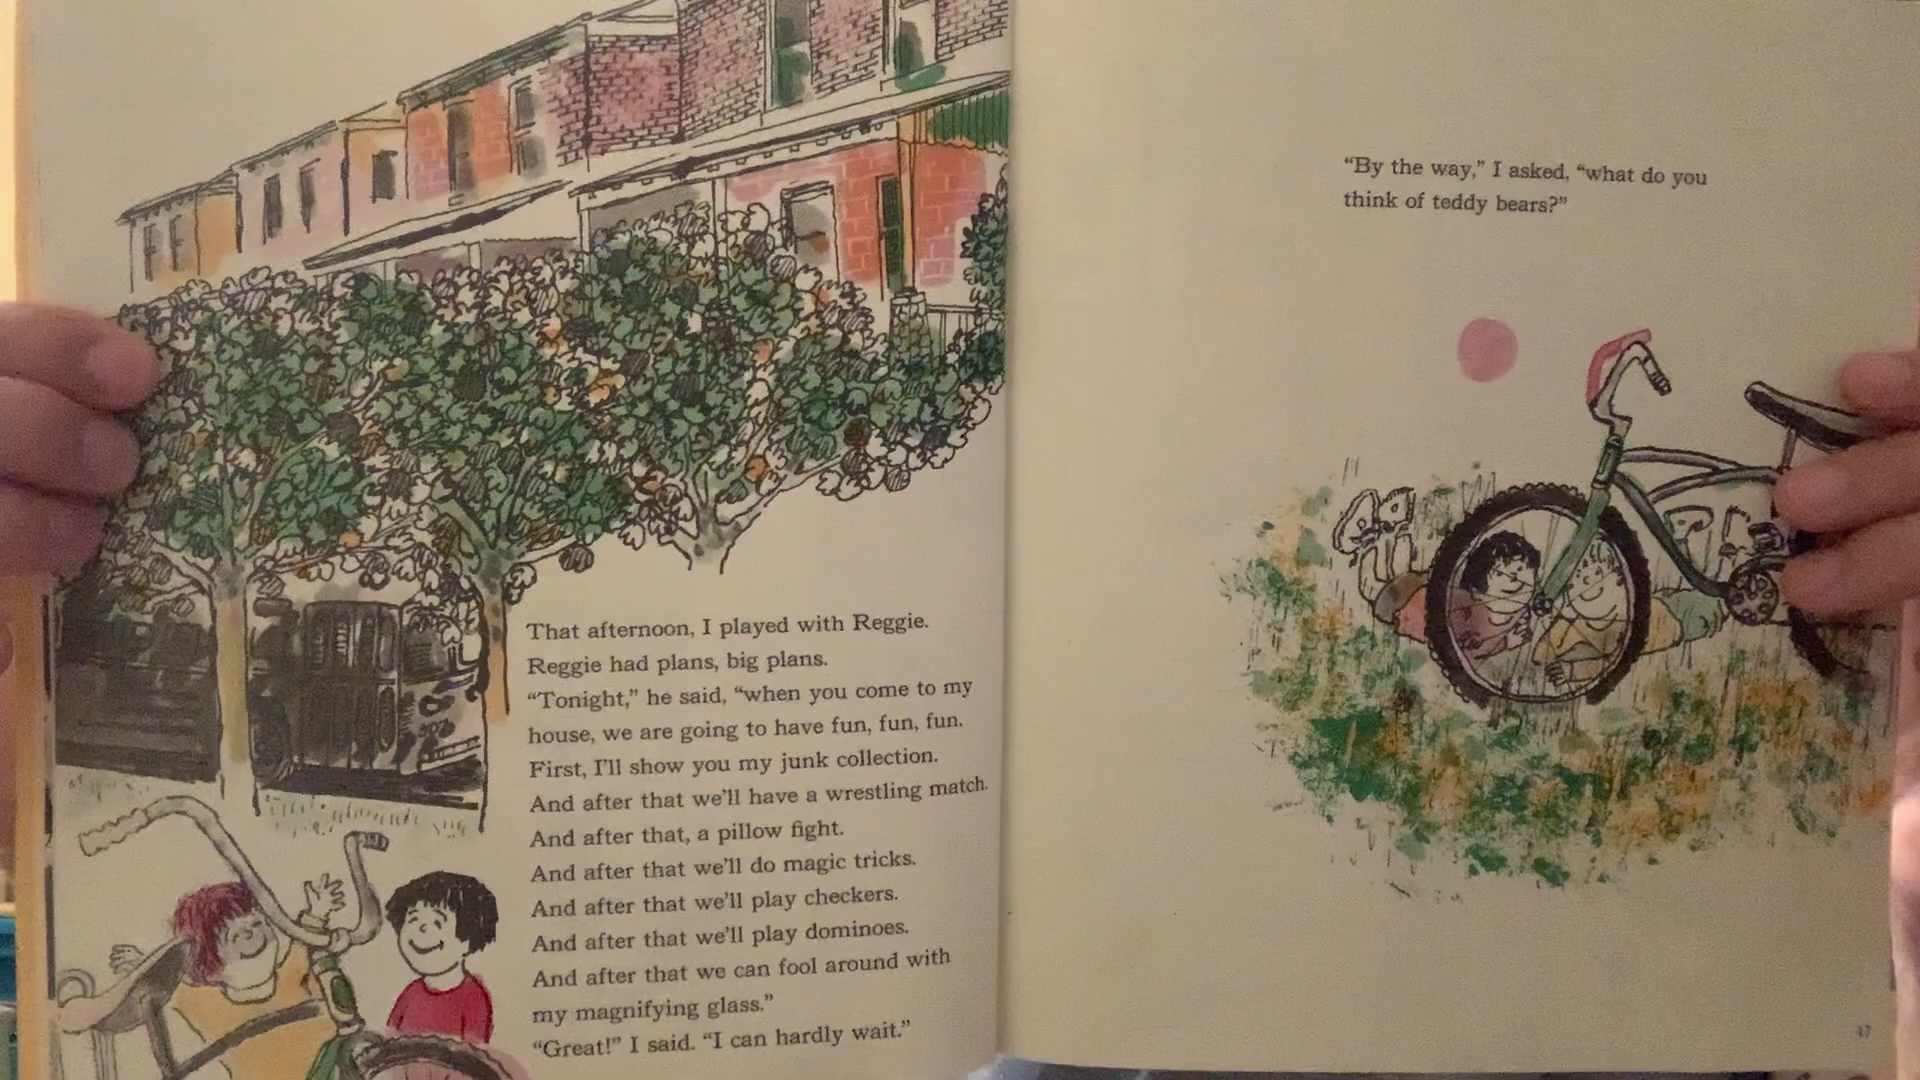 That afternoon, I played with Reggie.
Reggie had plans, big plans.
“Tonight,” he said, “when you come to my
house, we are going to have fun, fun, fun.
First, I'll show you my junk collection.
And after that we'll have a wrestling match.
And after that, a pillow fight.
And after that we'll do magic tricks.
And after that we'll play checkers.
And after that we'll play dominoes.
And after that we can fool around with
my magnifying glass.”
“Great!” I said. “I can hardly wait.”
“By the way,” I asked, “what do you
think of teddy bears?”
17